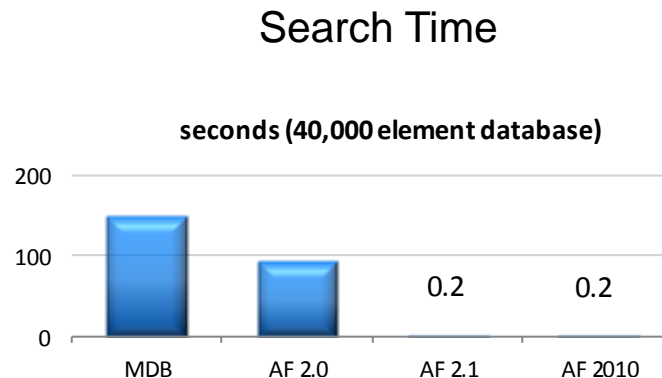 Search Time
seconds (40,000 element database)
200
100
0
0.2
0.2
MDB
AF 2.0
AF 2.1
AF 2010